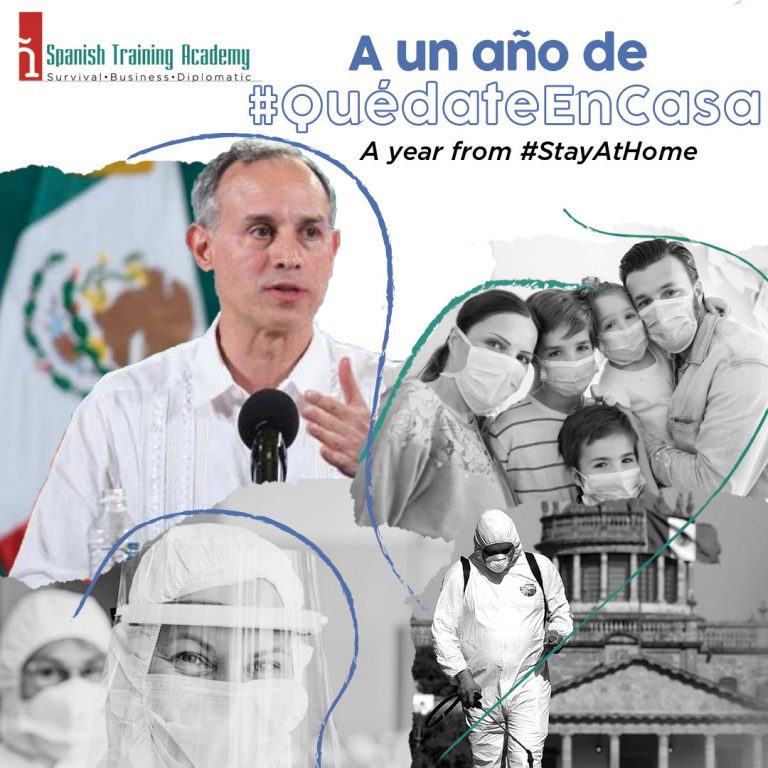 Spanish Training Academy
Survival•Business•Diplomatic
A un año de
#QuédateEnCasa
A year from #StayAtHome